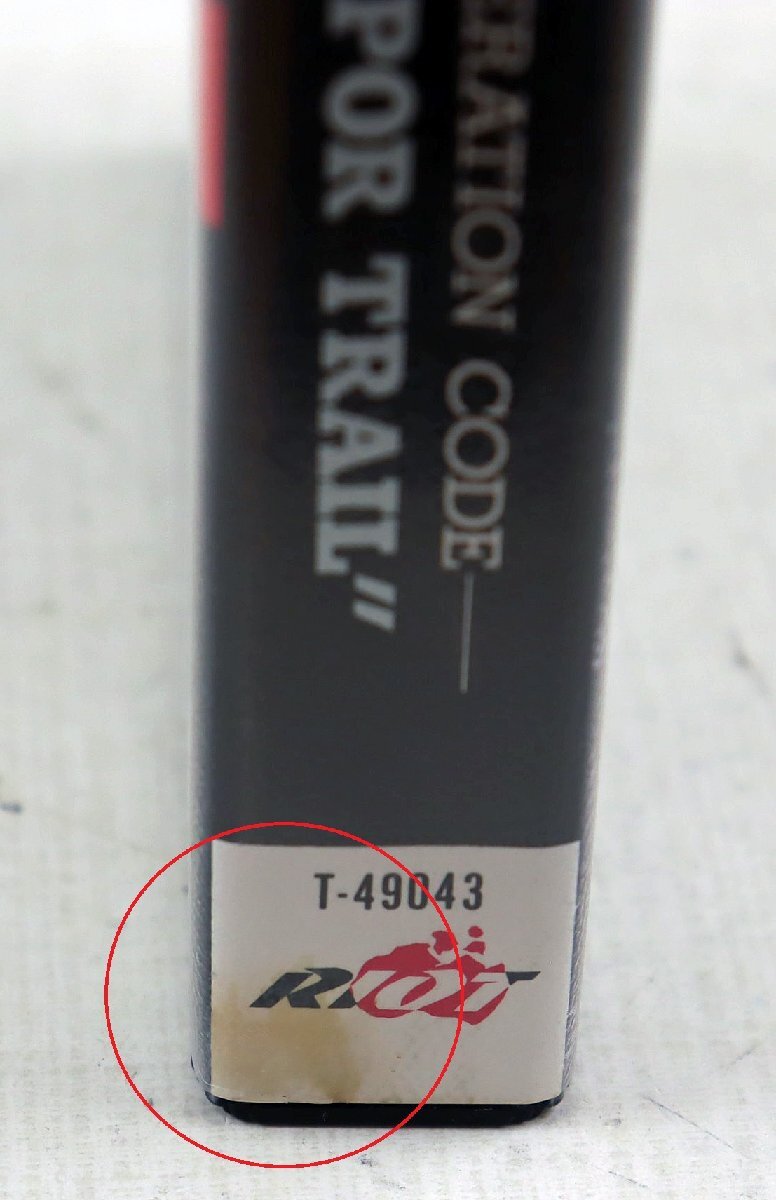 ERATION CODE
POR TRAIL"
T-49043
RIOT